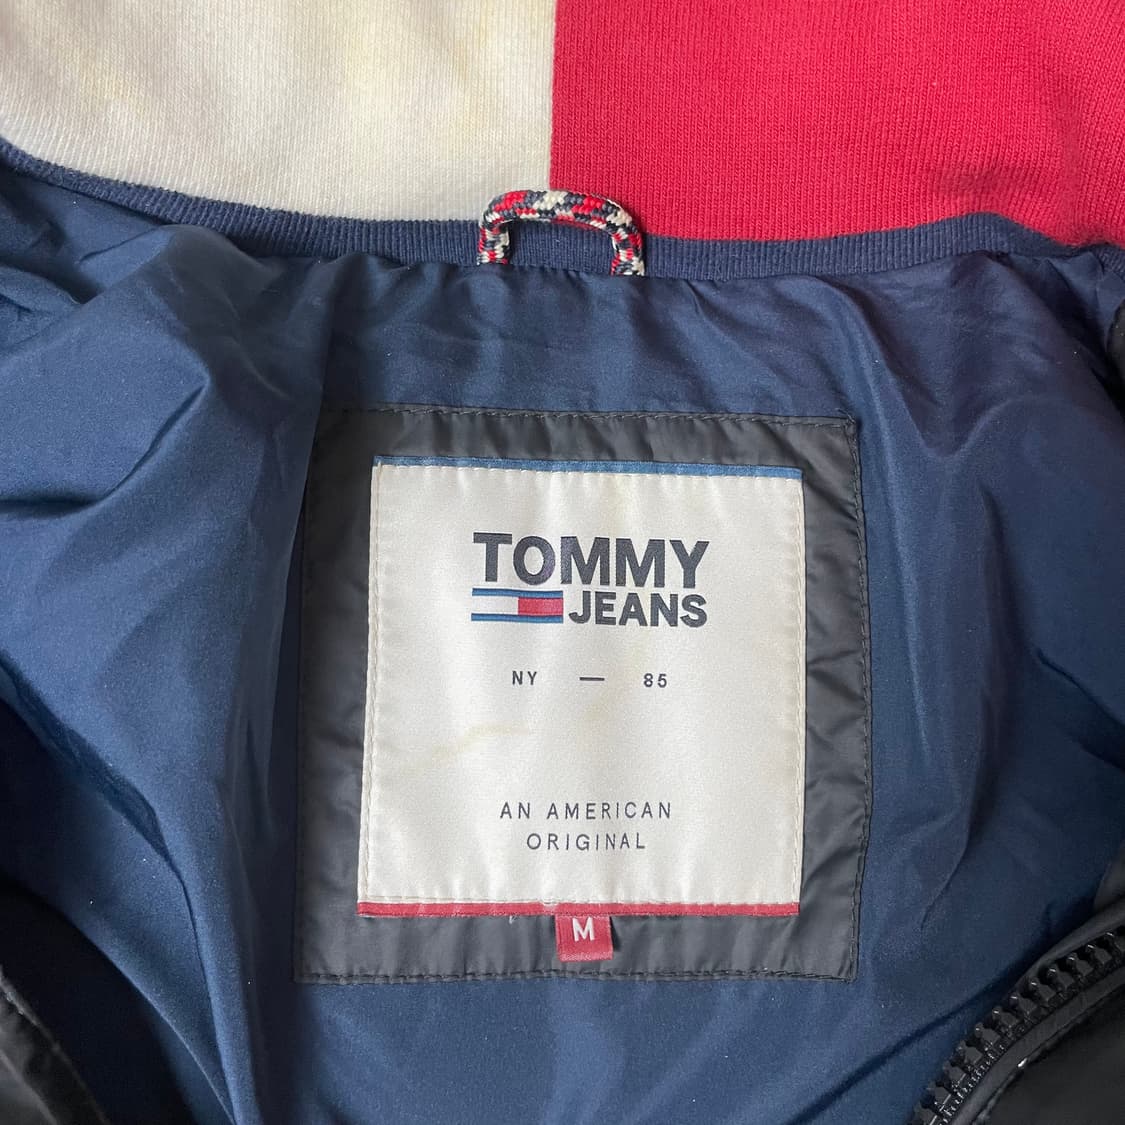 TOMMY
JEANS
NY — 85
AN AMERICAN
ORIGINAL
M